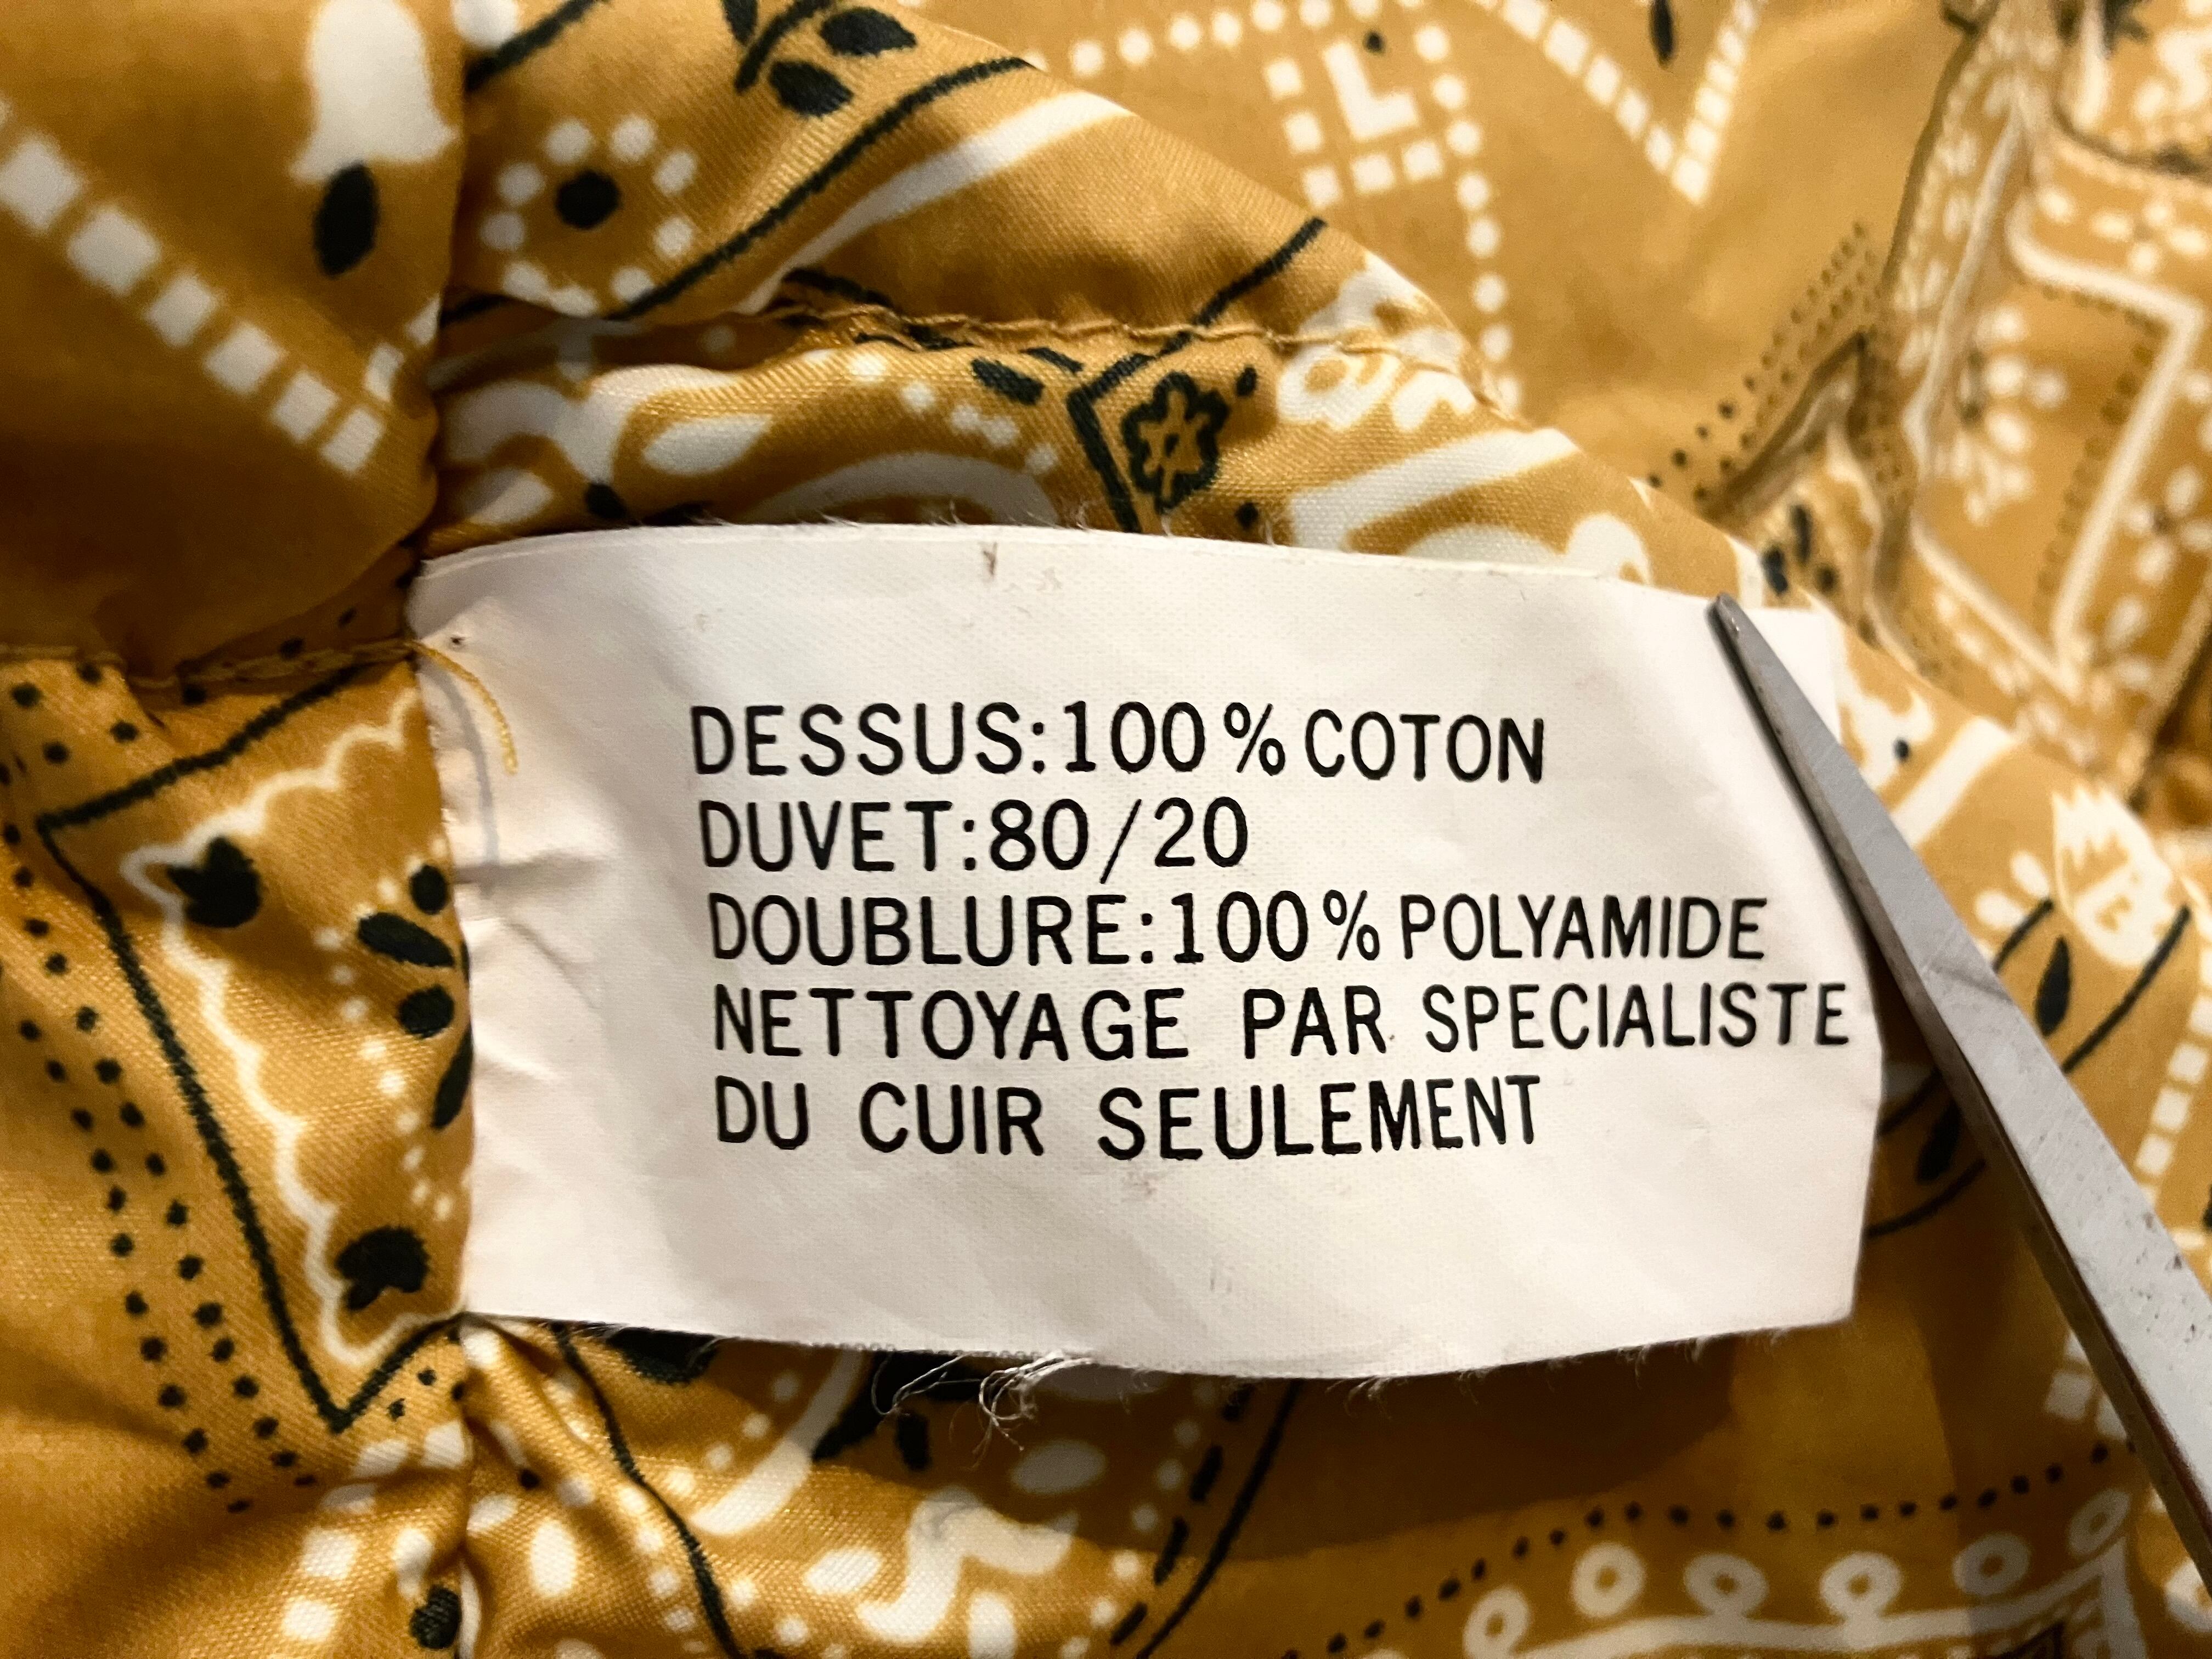 DESSUS:100% COTON
DUVET:80/20
DOUBLURE:100% POLYAMIDE
NETTOYAGE PAR SPECIALISTE
DU CUIR SEULEMENT